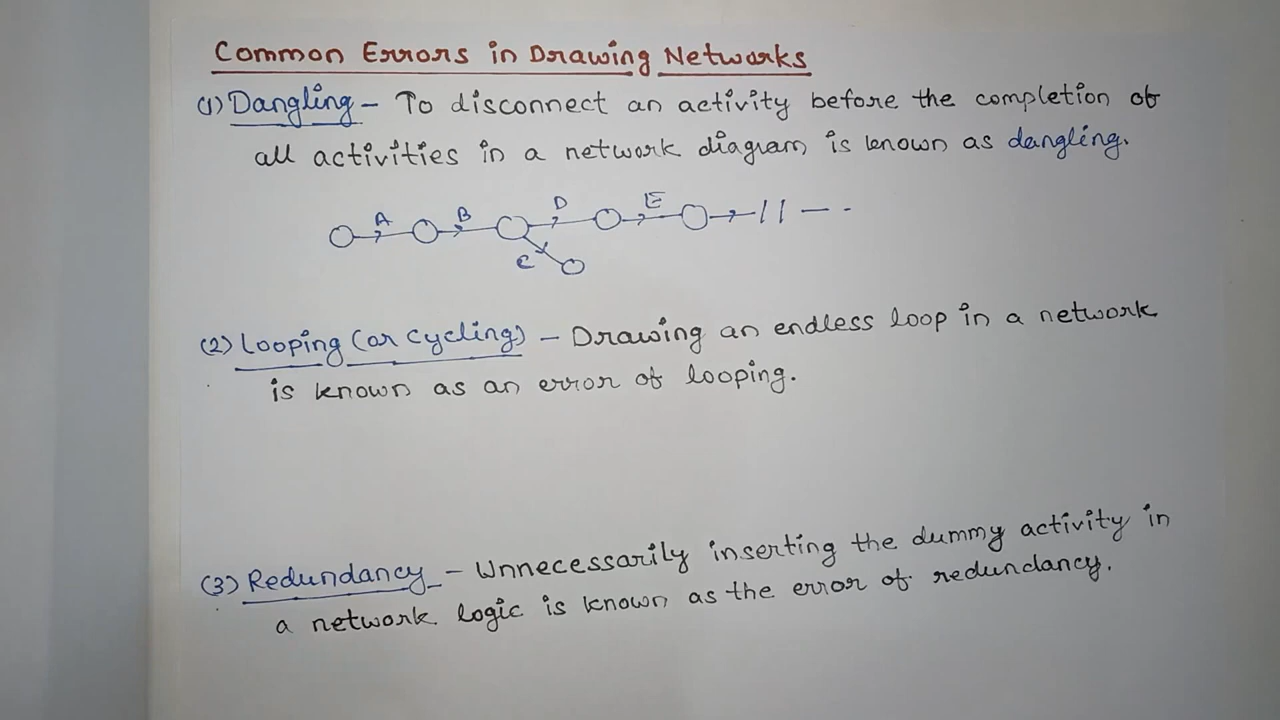 Common Errors in Drawing Networks
(1) Dangling - To disconnect an activity before the completion of
all activities in a network diagram is known as dangling.
A B D E
C
(2) Looping (or Cycling) - Drawing an endless loop in a network
is known as an error of looping.
(3) Redundancy - Unnecessarily inserting the dummy activity in
a network logic is known as the error of redundancy.